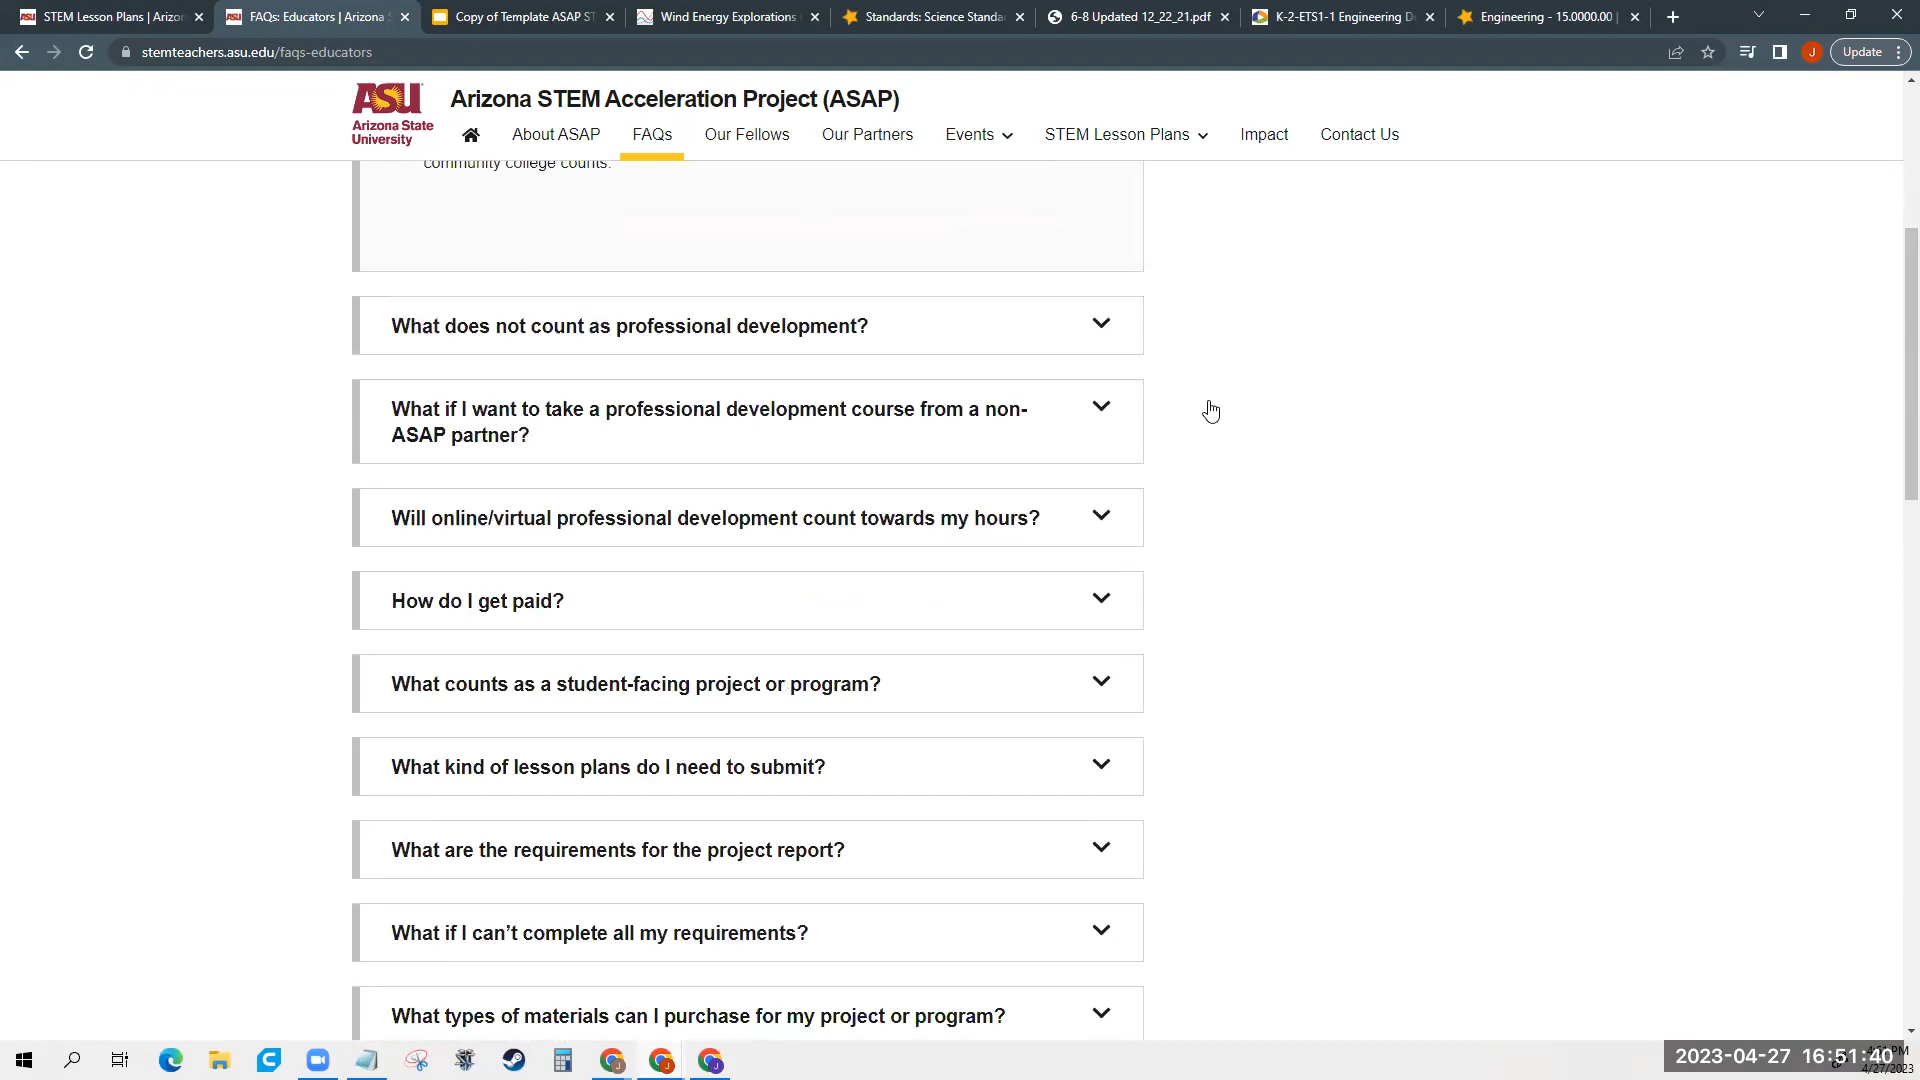 STEM Lesson Plans | Arizon
FAQs: Educators | Arizona S
Copy of Template ASAP ST
Wind Energy Explorations
Standards: Science Standa
6-8 Updated 12_22_21.pdf
K-2-ETS1-1 Engineering D
Engineering - 15.0000.00 |
stemteachers.asu.edu/faqs-educators
J
Update
ASU
Arizona State
University
Arizona STEM Acceleration Project (ASAP)
About ASAP
FAQs
Our Fellows
Our Partners
Events
STEM Lesson Plans
Impact
Contact Us
community college counts.
What does not count as professional development?
What if I want to take a professional development course from a non-
ASAP partner?
Will online/virtual professional development count towards my hours?
How do I get paid?
What counts as a student-facing project or program?
What kind of lesson plans do I need to submit?
What are the requirements for the project report?
What if I can’t complete all my requirements?
What types of materials can I purchase for my project or program?
2023-04-27 16:51:40
4/27/2023